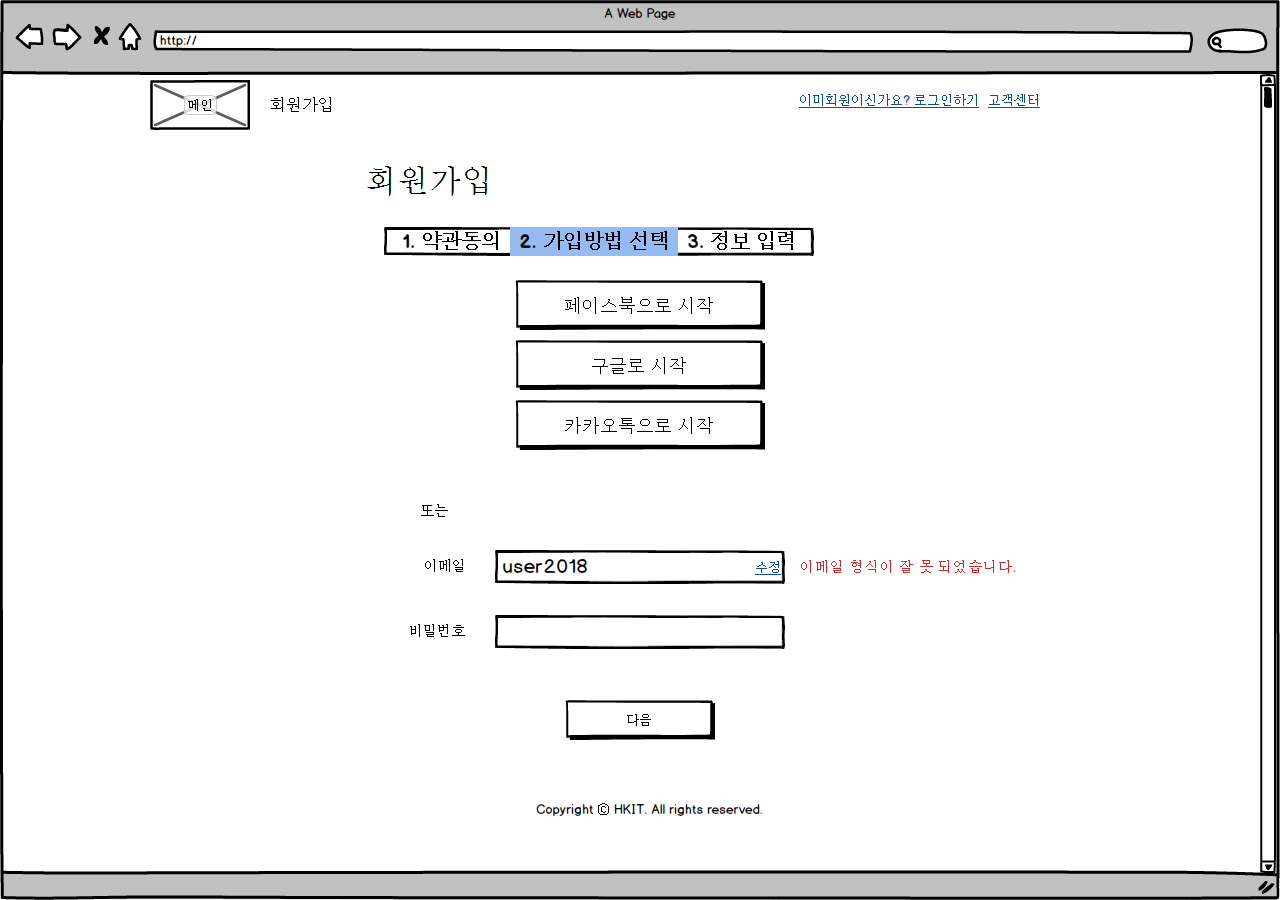 A Web Page
http://
메인 회원가입 이미회원이신가요? 로그인하기 고객센터
회원가입
1. 약관동의 2. 가입방법 선택 3. 정보 입력
페이스북으로 시작
구글로 시작
카카오톡으로 시작
또는
이메일 user2018 수정 이메일 형식이 잘 못 되었습니다.
비밀번호
다음
Copyright ⓒ HKIT. All rights reserved.